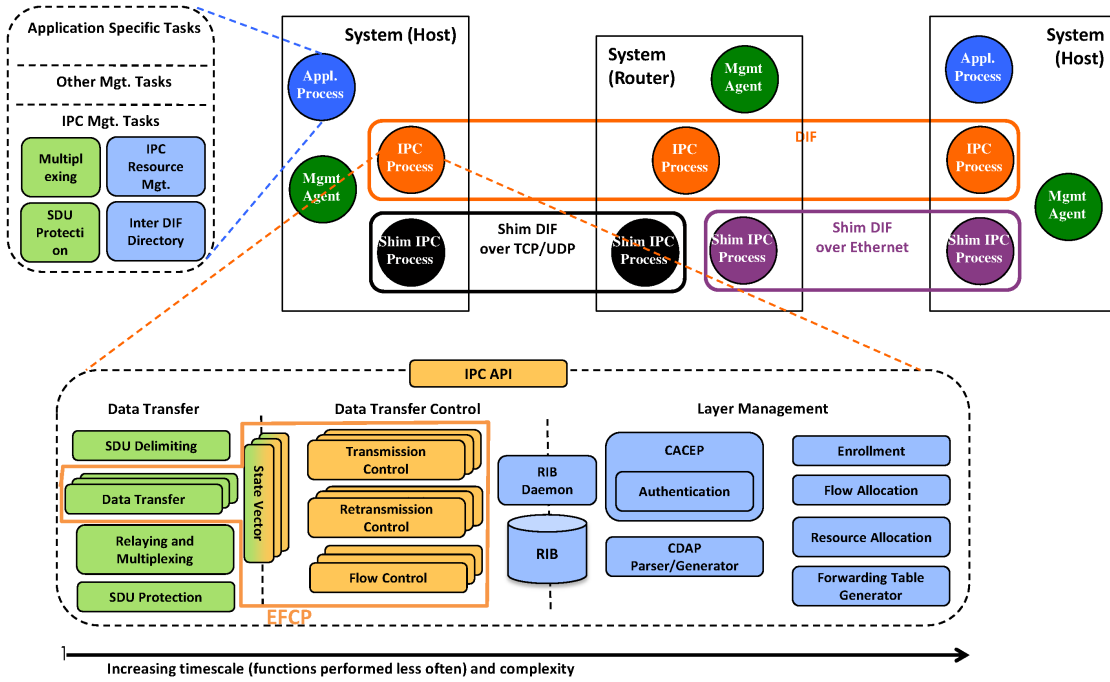 Application Specific Tasks
Other Mgt. Tasks
IPC Mgt. Tasks
Multipl
exing
IPC
Resource
Mgt.
SDU
Protecti
on
Inter DIF
Directory
System (Host)
Appl.
Process
Mgmt
Agent
IPC
Process
Shim IPC
Process
Shim DIF
over TCP/UDP
System
(Router)
Mgmt
Agent
DIF
IPC
Process
Shim IPC
Process
Shim IPC
Process
Shim DIF
over Ethernet
System
(Host)
Appl.
Process
IPC
Process
Mgmt
Agent
Shim IPC
Process
IPC API
Data Transfer
SDU Delimiting
Data Transfer
Relaying and
Multiplexing
SDU Protection
State Vector
Data Transfer Control
Transmission
Control
Retransmission
Control
Flow Control
EFCP
RIB
Daemon
RIB
Layer Management
CACEP
Authentication
CDAP
Parser/Generator
Enrollment
Flow Allocation
Resource Allocation
Forwarding Table
Generator
Increasing timescale (functions performed less often) and complexity